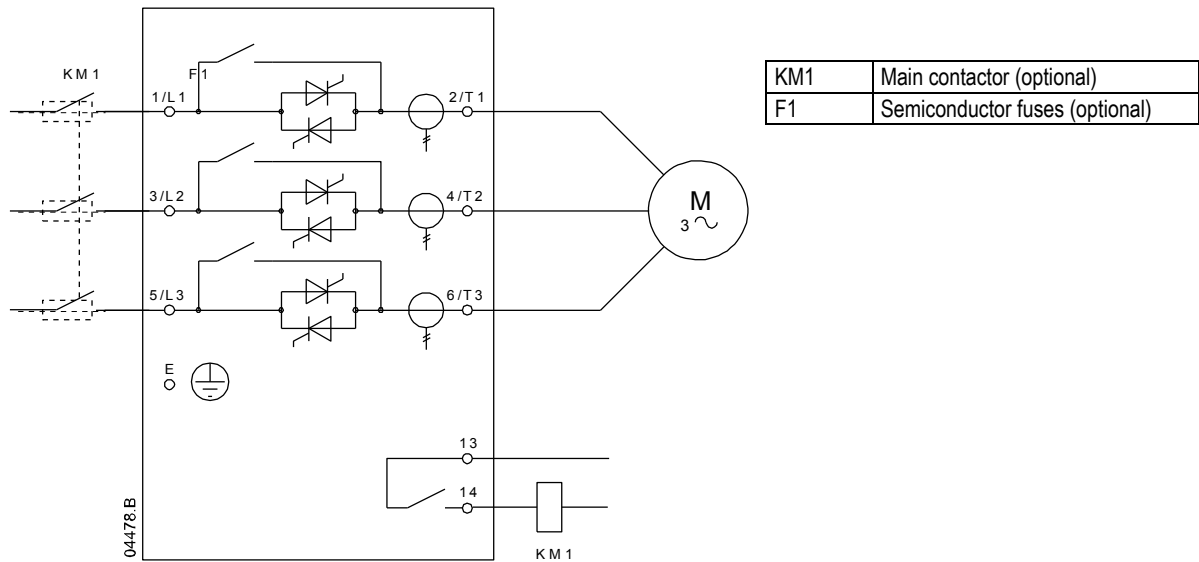 KM1
F1
1/L1
2/T1
3/L2
4/T2
5/L3
6/T3
M
3~
E
13
14
KM1
04478.B
KM1 Main contactor (optional)
F1 Semiconductor fuses (optional)